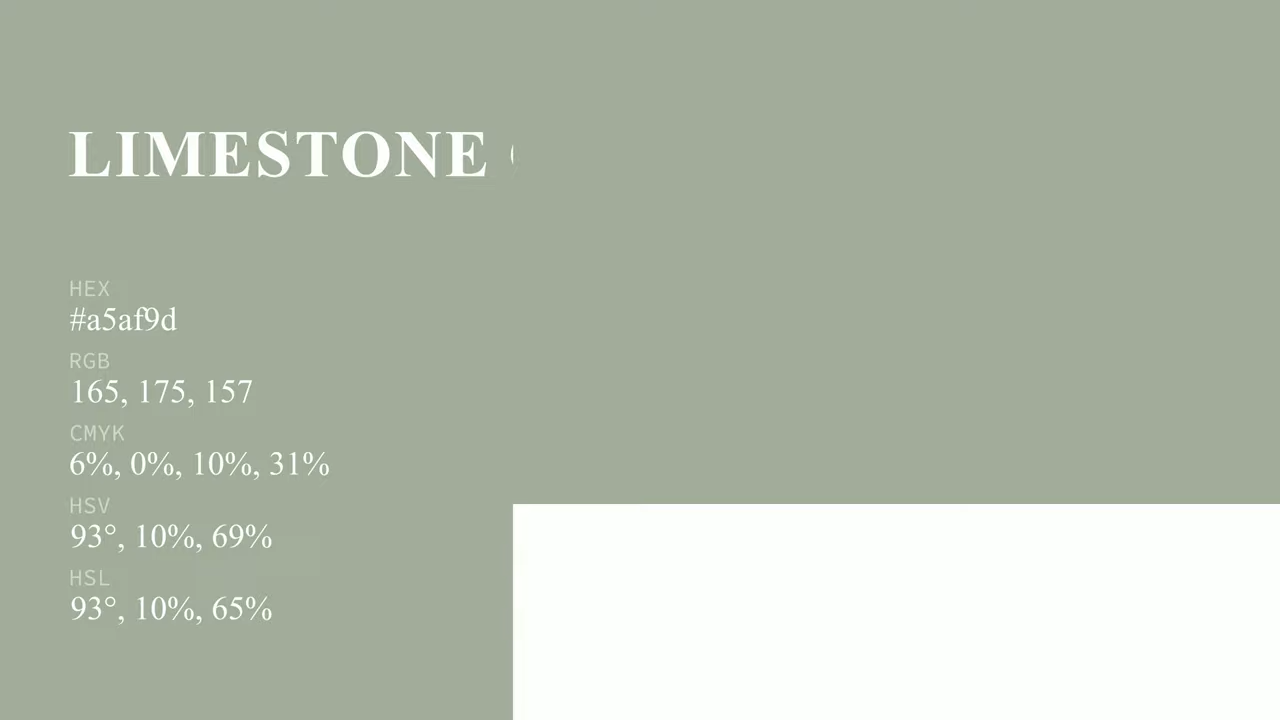 LIMESTONE
HEX
#a5af9d
RGB
165, 175, 157
CMYK
6%, 0%, 10%, 31%
HSV
93°, 10%, 69%
HSL
93°, 10%, 65%